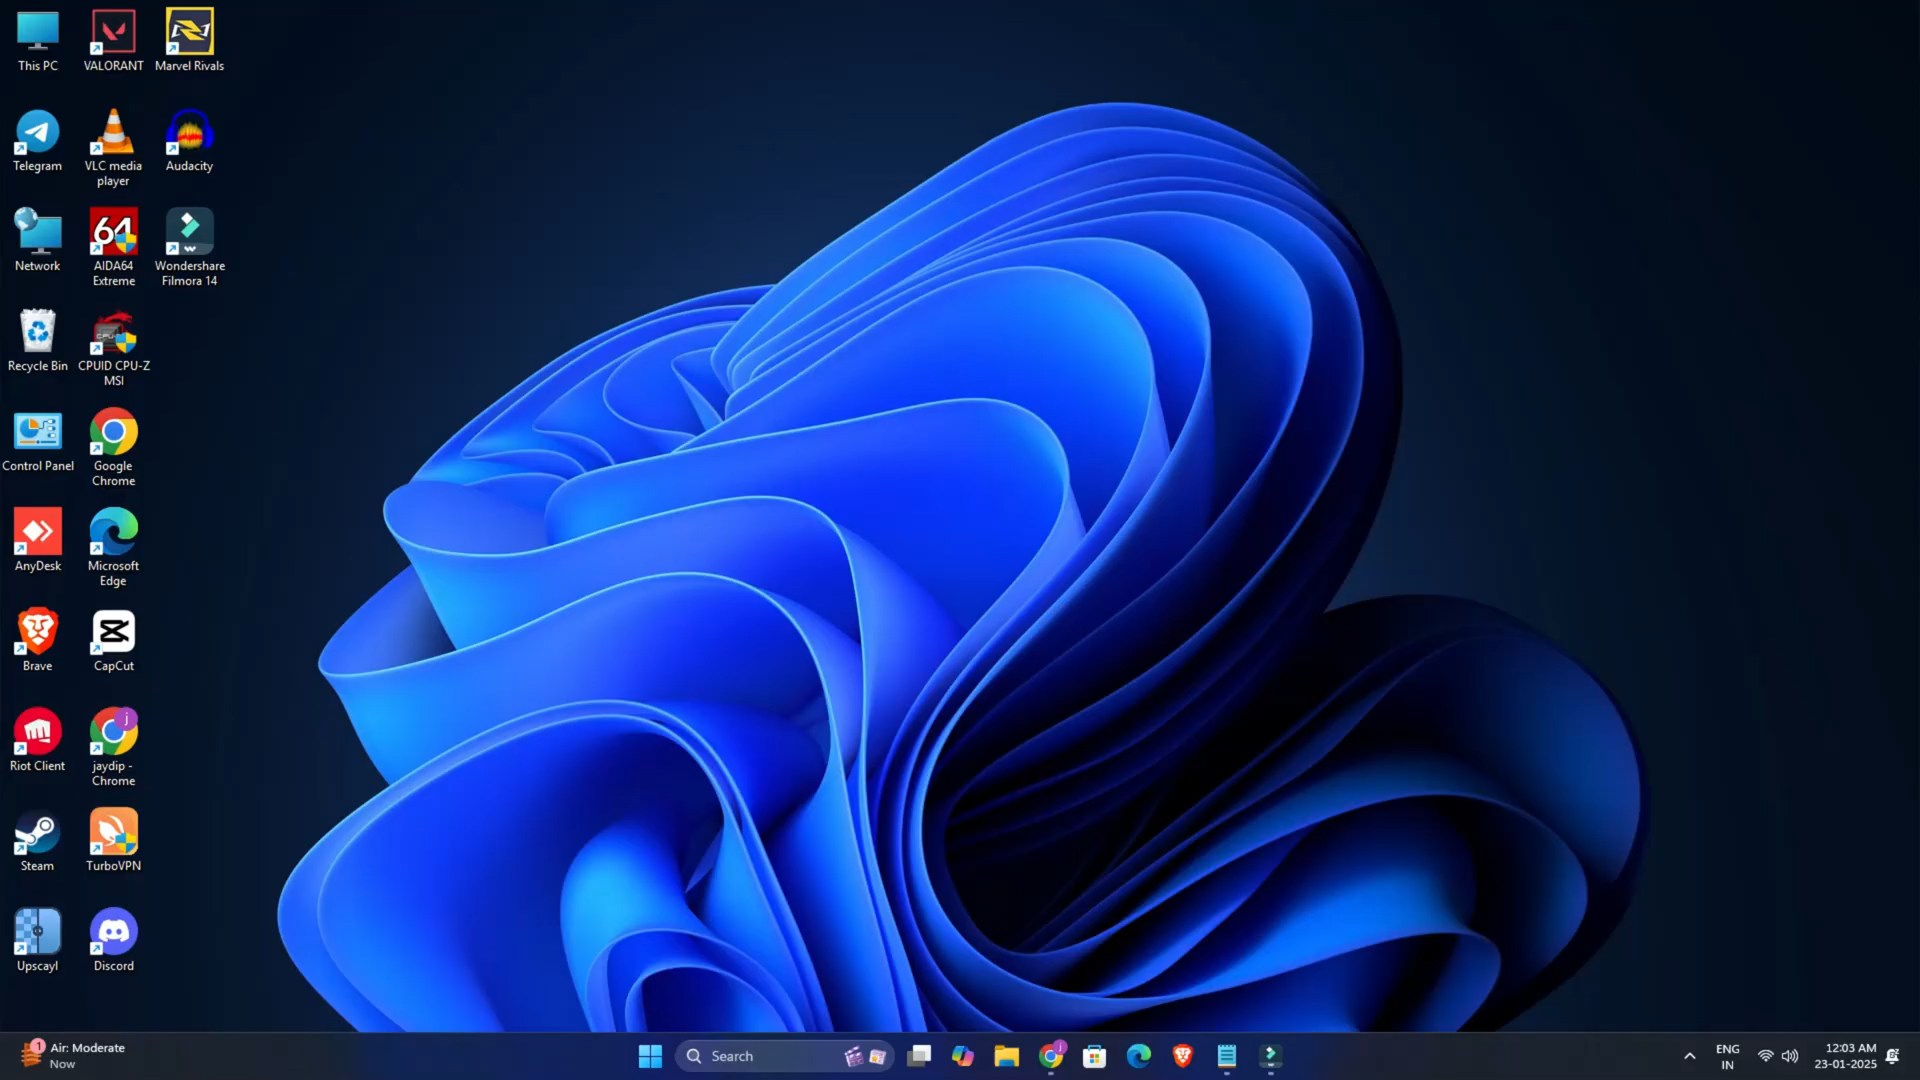 This PC
VALORANT
Marvel Rivals
Telegram
VLC media
player
Audacity
Network
64
AIDA64
Extreme
Wondershare
Filmora 14
Recycle Bin
CPUID CPU-Z
MSI
Control Panel
Google
Chrome
AnyDesk
Microsoft
Edge
Brave
CapCut
Riot Client
j
jaydip -
Chrome
Steam
TurboVPN
Upscayl
Discord
1
Air: Moderate
Now
Search
j
ENG
IN
12:03 AM
23-01-2025